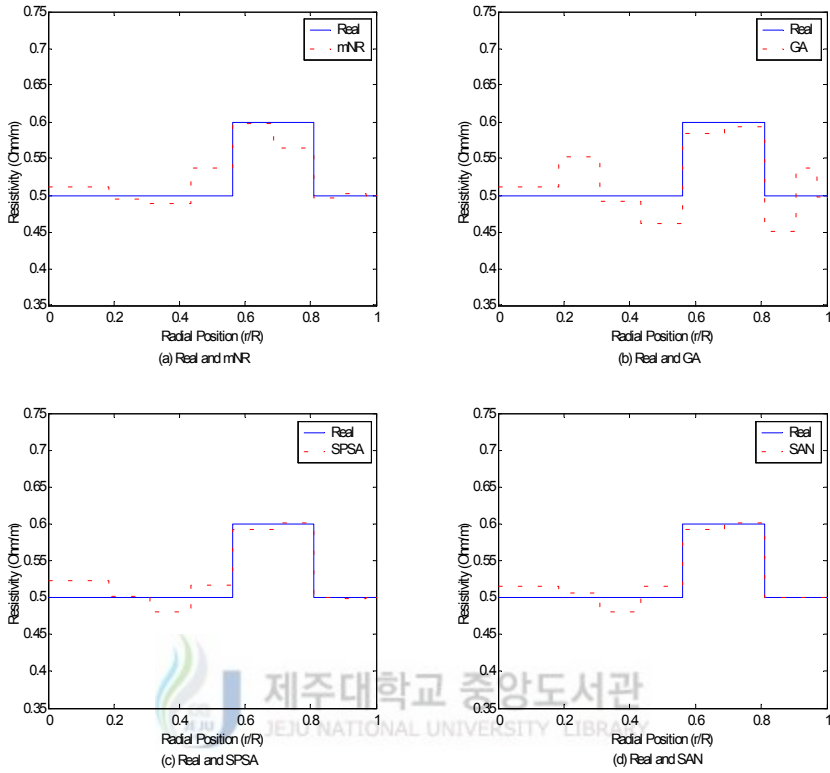 0.75
0.7
0.65
0.6
0.55
0.5
0.45
0.4
0.35
Resistivity (Ohm/m)
0 0.2 0.4 0.6 0.8 1
Radial Position (r/R)
Real
mNR
(a) Real and mNR
0.75
0.7
0.65
0.6
0.55
0.5
0.45
0.4
0.35
Resistivity (Ohm/m)
0 0.2 0.4 0.6 0.8 1
Radial Position (r/R)
Real
GA
(b) Real and GA
0.75
0.7
0.65
0.6
0.55
0.5
0.45
0.4
0.35
Resistivity (Ohm/m)
0 0.2 0.4 0.6 0.8 1
Radial Position (r/R)
Real
SPSA
(c) Real and SPSA
0.75
0.7
0.65
0.6
0.55
0.5
0.45
0.4
0.35
Resistivity (Ohm/m)
0 0.2 0.4 0.6 0.8 1
Radial Position (r/R)
Real
SAN
(d) Real and SAN
제주대학교 중앙도서관
JEJU NATIONAL UNIVERSITY LIBRARY
JEJU